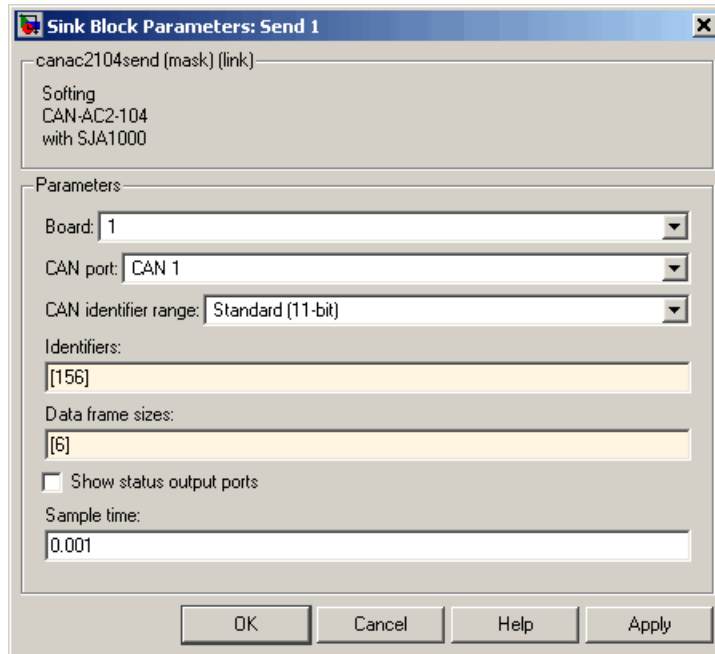 Sink Block Parameters: Send 1
canac2104send (mask) (link)
Softing
CAN-AC2-104
with SJA1000
Parameters
Board: 1
CAN port: CAN 1
CAN identifier range: Standard (11-bit)
Identifiers:
[156]
Data frame sizes:
[6]
Show status output ports
Sample time:
0.001
OK Cancel Help Apply